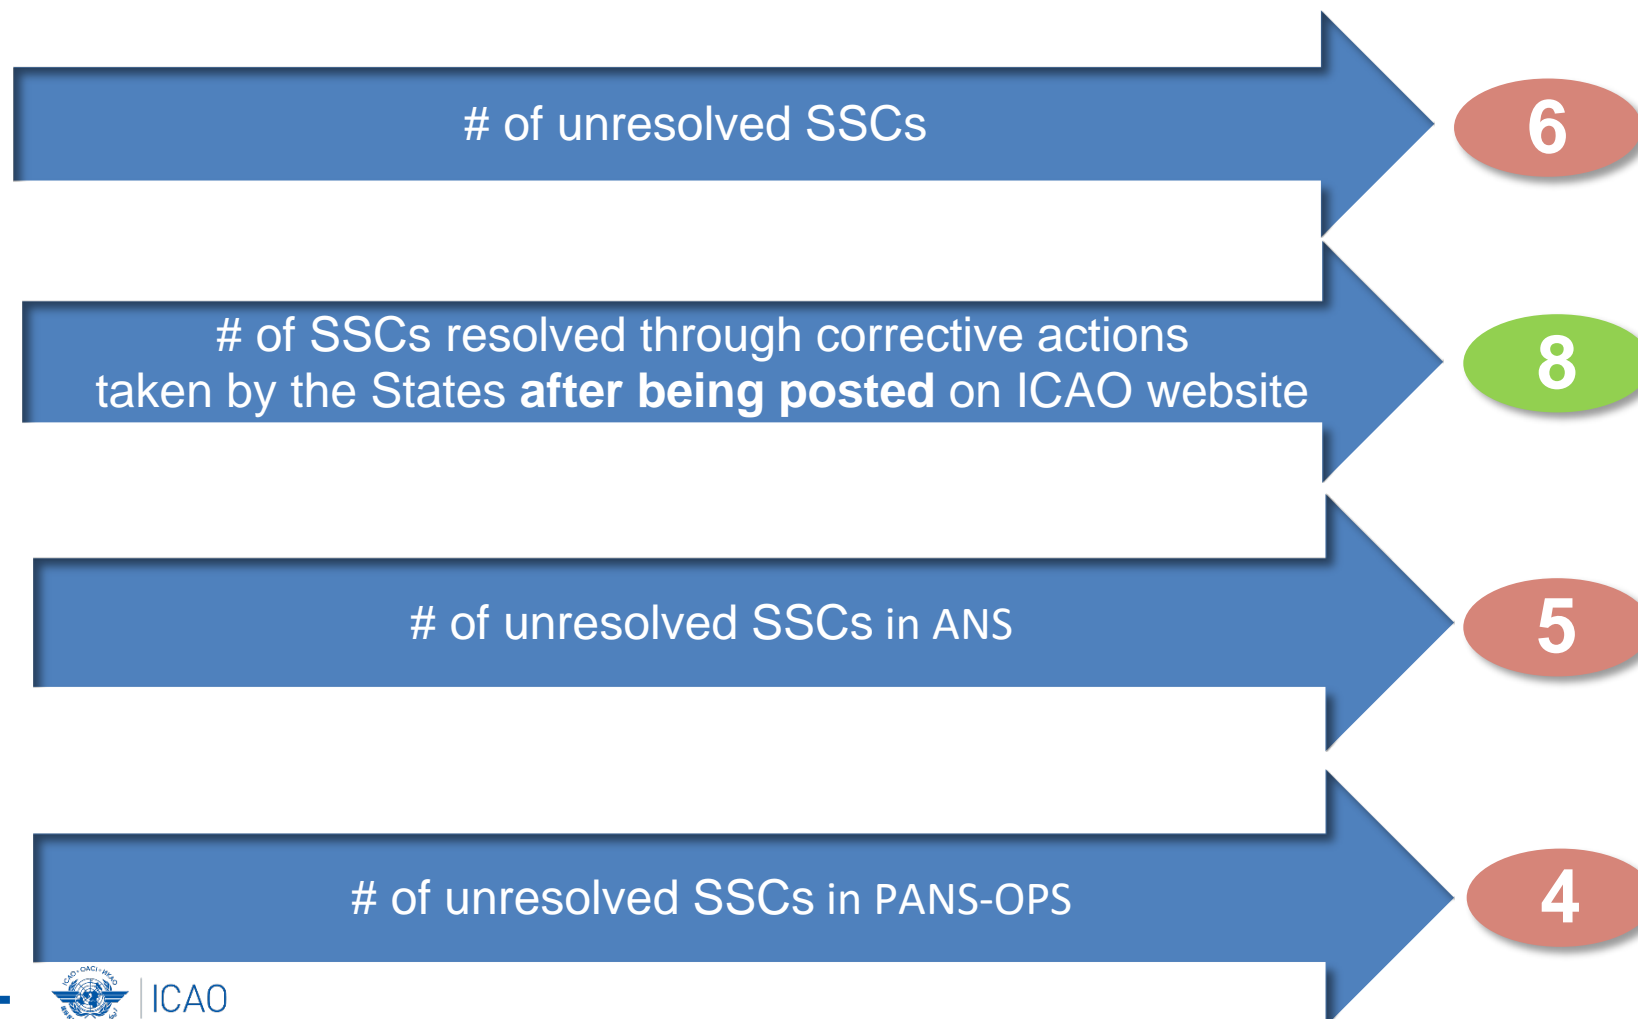 # of unresolved SSCs
6
# of SSCs resolved through corrective actions
taken by the States after being posted on ICAO website
8
# of unresolved SSCs in ANS
5
# of unresolved SSCs in PANS-OPS
4
ICAO